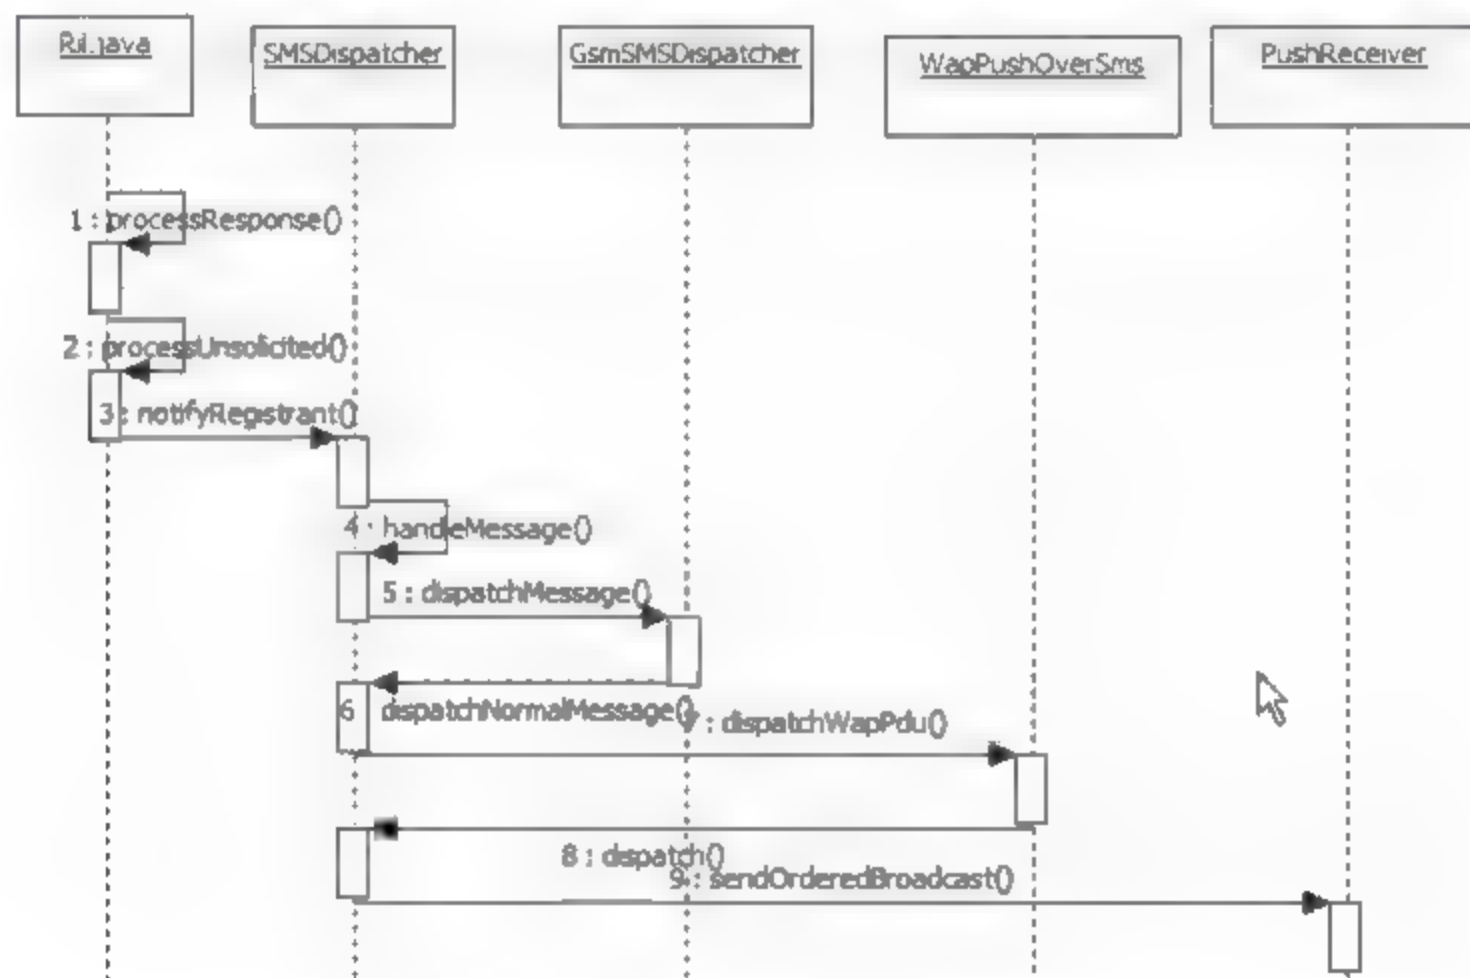 Ril.java
SMSDispatcher
GsmSMSDispatcher
WapPushOverSms
PushReceiver
1 : processResponse()
2 : processUnsolicited()
3 : notifyRegistrant()
4 : handleMessage()
5 : dispatchMessage()
6 dispatchNormalMessage()
: dispatchWapPdu()
8 : dispatch()
9 : sendOrderedBroadcast()